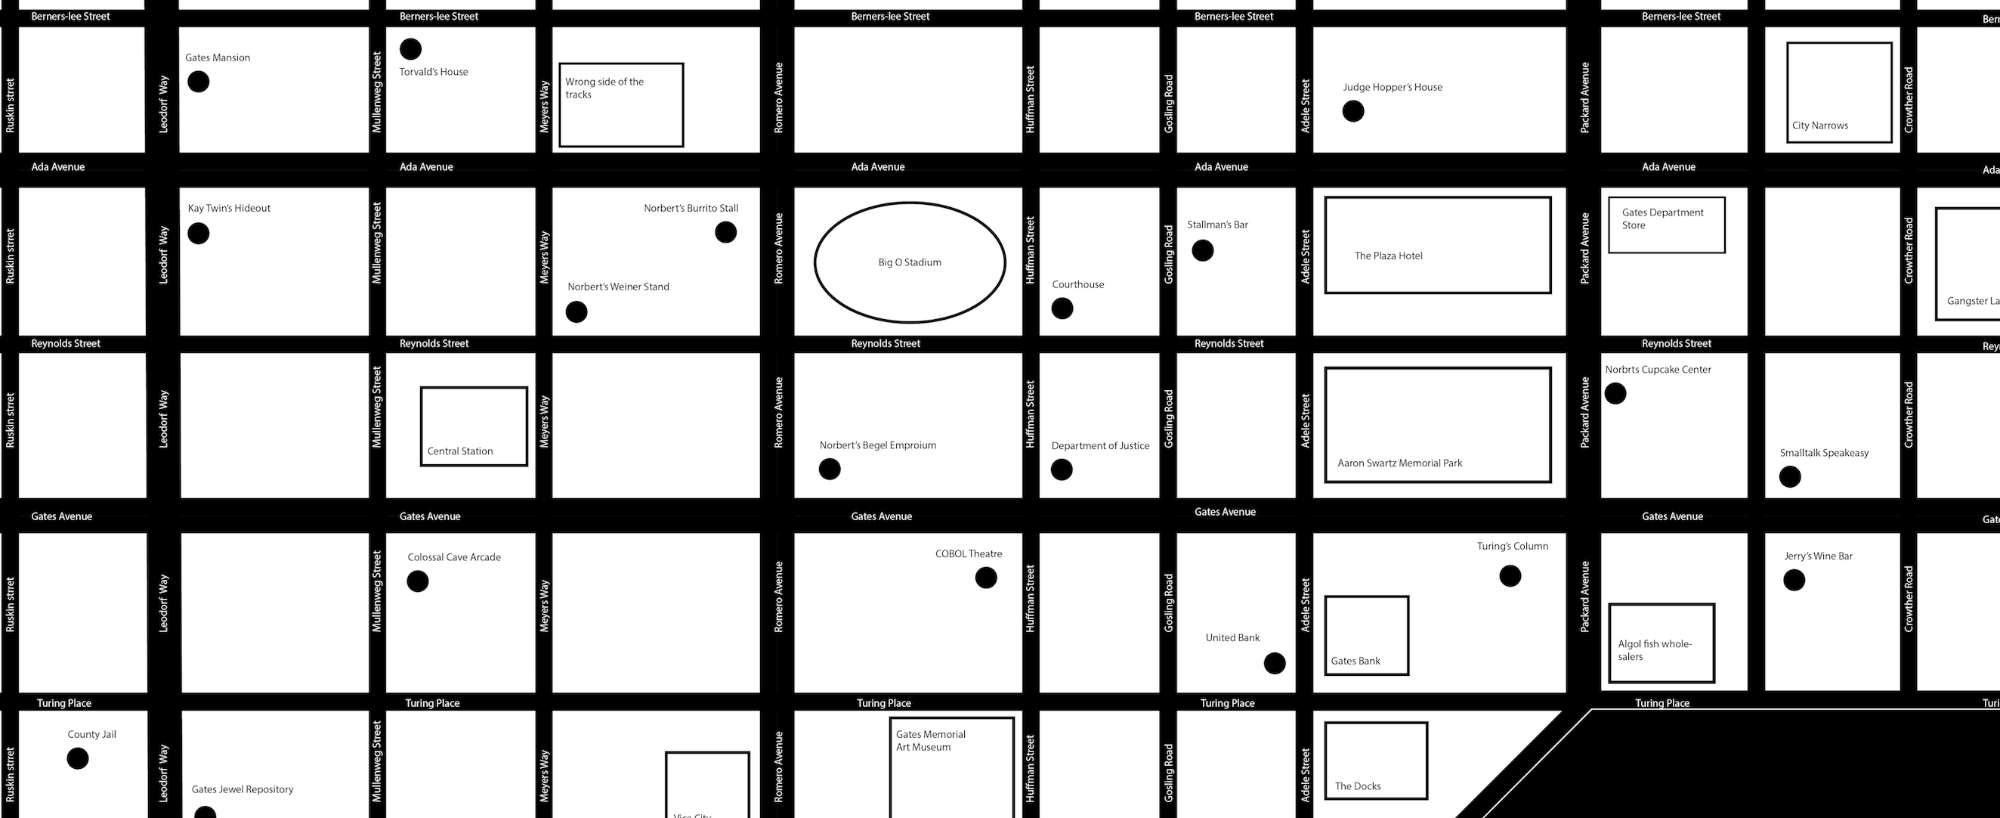 Berners-lee Street
Berners-lee Street
Berners-lee Street
Berners-lee Street
Berners-lee Street
Bern
Ruskin strret
Leodorf Way
Mullenweg Street
Meyers Way
Romero Avenue
Huffman Street
Gosling Road
Adele Street
Packard Avenue
Crowther Road
Gates Mansion
Torvald's House
Wrong side of the
tracks
Judge Hopper's House
City Narrows
Ada Avenue
Ada Avenue
Ada Avenue
Ada Avenue
Ada Avenue
Ada
Ruskin strret
Leodorf Way
Mullenweg Street
Meyers Way
Romero Avenue
Huffman Street
Gosling Road
Adele Street
Packard Avenue
Crowther Road
Kay Twin's Hideout
Norbert's Burrito Stall
Norbert's Weiner Stand
Big O Stadium
Courthouse
Stallman's Bar
The Plaza Hotel
Gates Department
Store
Gangster La
Reynolds Street
Reynolds Street
Reynolds Street
Reynolds Street
Reynolds Street
Rey
Ruskin strret
Leodorf Way
Mullenweg Street
Meyers Way
Romero Avenue
Huffman Street
Gosling Road
Adele Street
Packard Avenue
Crowther Road
Central Station
Norbert's Begel Emproium
Department of Justice
Aaron Swartz Memorial Park
Norbrts Cupcake Center
Smalltalk Speakeasy
Gates Avenue
Gates Avenue
Gates Avenue
Gates Avenue
Gates Avenue
Gate
Ruskin strret
Leodorf Way
Mullenweg Street
Meyers Way
Romero Avenue
Huffman Street
Gosling Road
Adele Street
Packard Avenue
Crowther Road
Colossal Cave Arcade
COBOL Theatre
United Bank
Gates Bank
Turing's Column
Algol fish whole-
salers
Jerry's Wine Bar
Turing Place
Turing Place
Turing Place
Turing Place
Turing Place
Turi
Ruskin strret
Leodorf Way
Mullenweg Street
Meyers Way
Romero Avenue
Huffman Street
Gosling Road
Adele Street
County Jail
Gates Jewel Repository
Vice City
Gates Memorial
Art Museum
The Docks